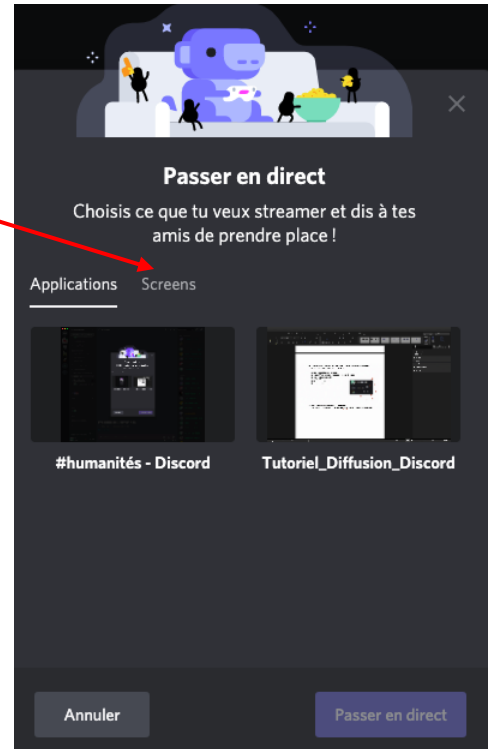 Passer en direct
Choisis ce que tu veux streamer et dis à tes
amis de prendre place !
Applications Screens
#humanités - Discord Tutoriel_Diffusion_Discord
Annuler Passer en direct